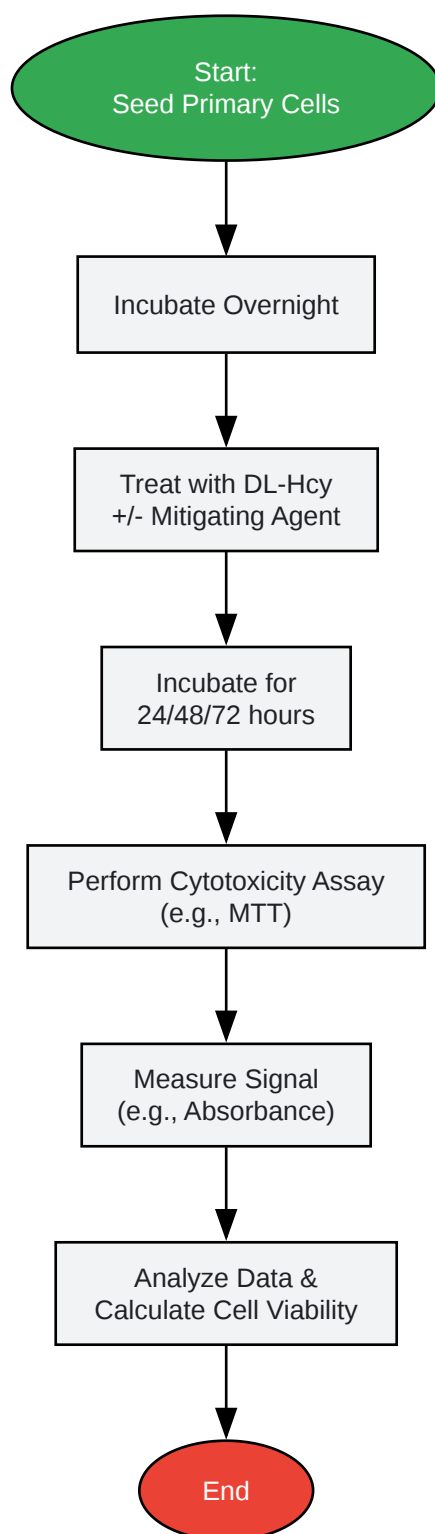 Start:
Seed Primary Cells
Incubate Overnight
Treat with DL-Hcy
+/- Mitigating Agent
Incubate for
24/48/72 hours
Perform Cytotoxicity Assay
(e.g., MTT)
Measure Signal
(e.g., Absorbance)
Analyze Data &
Calculate Cell Viability
End